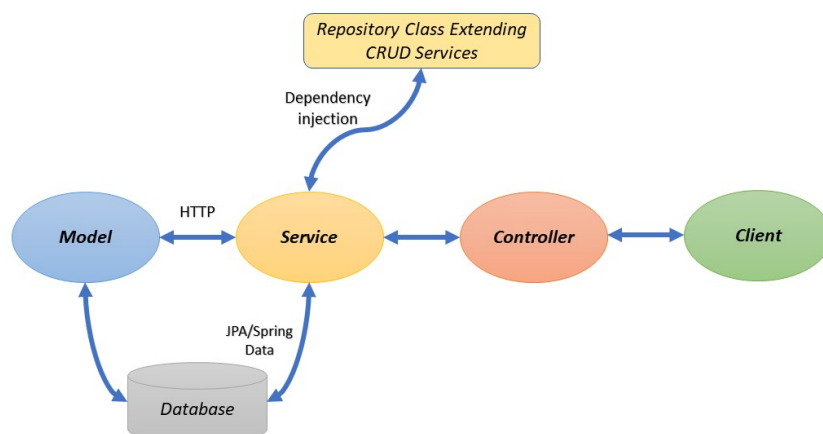 Repository Class Extending
CRUD Services
Dependency
injection
HTTP
Model
Service
Controller
Client
JPA/Spring
Data
Database